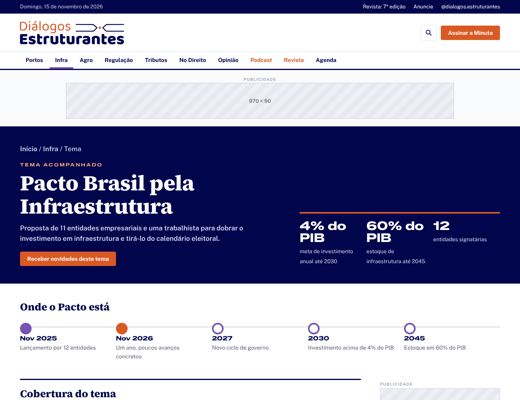 Domingo, 15 de novembro de 2026
Revista: 7ª edição Anuncie @dialogos.estruturantes
Diálogos
Estruturantes
Assinar a Minuta
Portos Infra Agro Regulação Tributos No Direito Opinião Podcast Revista Agenda
PUBLICIDADE
970 × 90
Início / Infra / Tema
TEMA ACOMPANHADO
Pacto Brasil pela
Infraestrutura
Proposta de 11 entidades empresariais e uma trabalhista para dobrar o
investimento em infraestrutura e tirá-lo do calendário eleitoral.
Receber novidades deste tema
4% do
PIB
meta de investimento
anual até 2030
60% do
PIB
estoque de
infraestrutura até 2045
12
entidades signatárias
Onde o Pacto está
Nov 2025
Lançamento por 12 entidades
Nov 2026
Um ano, poucos avanços
concretos
2027
Novo ciclo de governo
2030
Investimento acima de 4% do PIB
2045
Estoque em 60% do PIB
Cobertura do tema
PUBLICIDADE